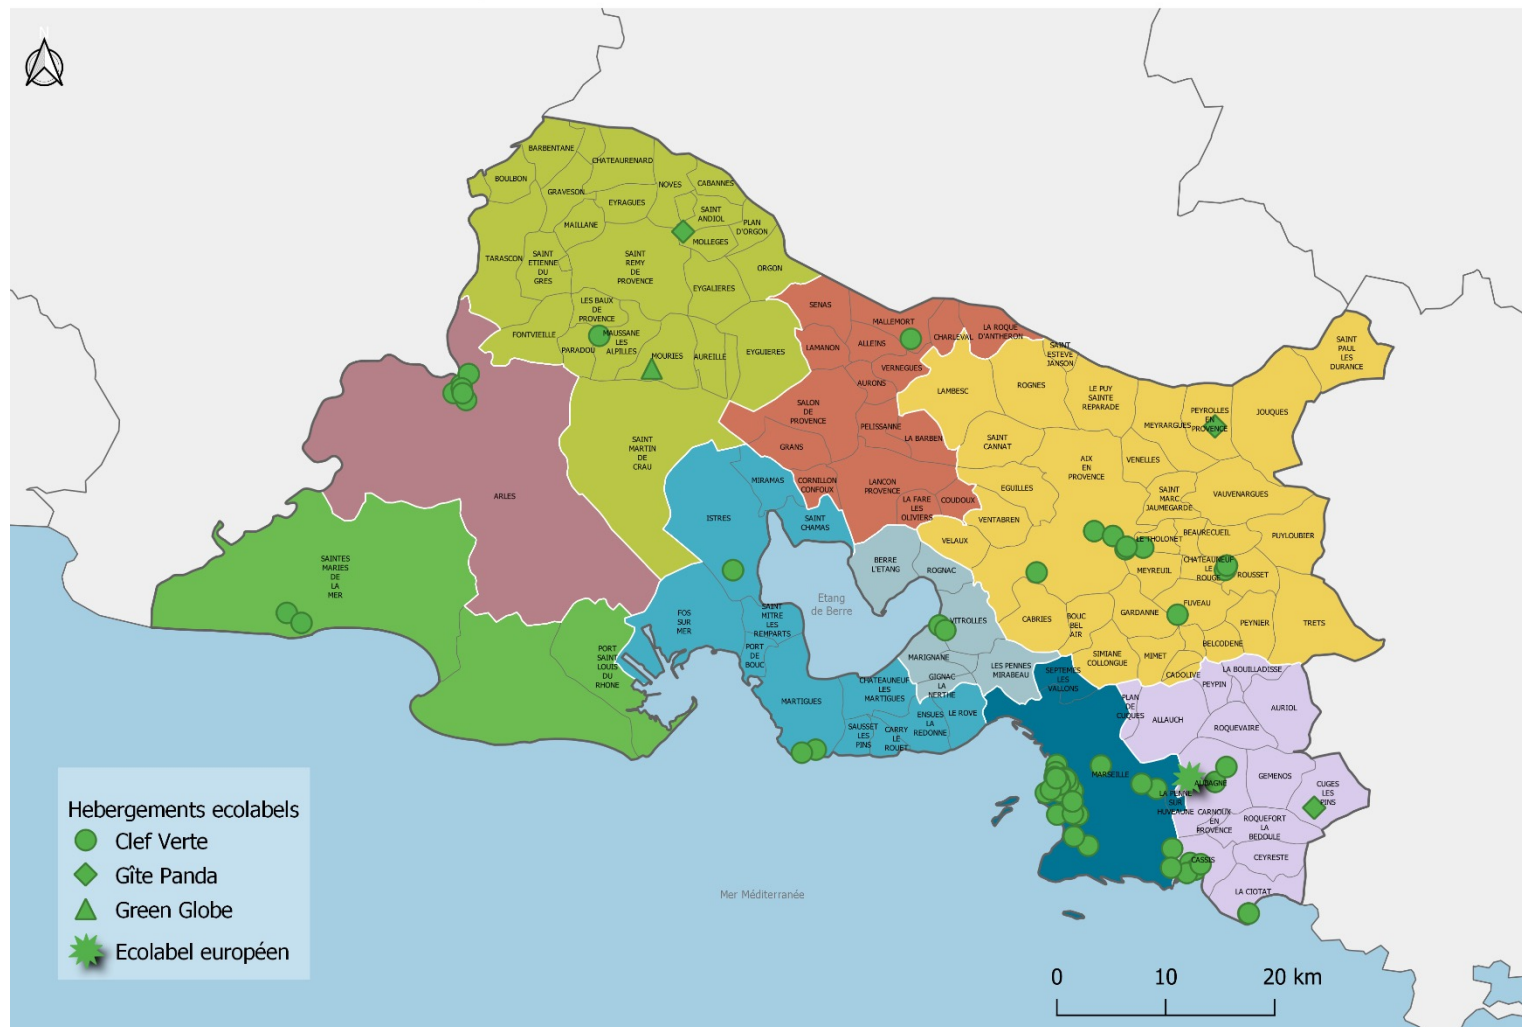 N
BARBENTANE
CHATEAURENARD
BOULBON
GRAVESON
NOVES
CABANNES
EYRAGUES
SAINT
ANDIOL
MAILLANE
PLAN
D'ORGON
MOLLEGES
TARASCON
SAINT
ETIENNE
DU
GRES
SAINT
REMY
DE
PROVENCE
ORGON
EYGALIERES
LES BAUX
DE
PROVENCE
FONTVIEILLE
PARADOU
MAUSSANE
LES
ALPILLES
MOURIES
AUREILLE
EYGUIERES
SENAS
MALLEMORT
LAMANON
ALLEINS
CHARLEVAL
LA ROQUE
D'ANTHERON
VERNEGUES
AURONS
SAINT
ESTEVE
JANSON
SAINT
PAUL
LES
DURANCE
LAMBESC
ROGNES
LE PUY
SAINTE
REPARADE
PEYROLLES
EN
PROVENCE
JOUQUES
MEYRARGUES
SALON
DE
PROVENCE
PELISSANNE
LA BARBEN
GRANS
SAINT
CANNAT
AIX
EN
PROVENCE
VENELLES
SAINT
MARTIN
DE
CRAU
MIRAMAS
CORNILLON
CONFOUX
LANCON
PROVENCE
LA FARE
LES
OLIVIERS
COUDOUX
EGUILLES
SAINT
MARC
JAUMEGARDE
VAUVENARGUES
ARLES
ISTRES
SAINT
CHAMAS
VENTABREN
VELAUX
LE THOLONET
BEAURECUEIL
PUYLOUBIER
CHATEAUNEUF
LE
ROUGE
ROUSSET
MEYREUIL
BERRE
L'ETANG
ROGNAC
SAINTES
MARIES
DE
LA
MER
Etang
de Berre
FOS
SUR
MER
SAINT
MITRE
LES
REMPARTS
PORT
DE
BOUC
VITROLLES
CABRIES
BOUC
BEL
AIR
GARDANNE
FUVEAU
PEYNIER
TRETS
BELCODENE
SIMIANE
COLLONGUE
MIMET
CADOLIVE
PORT
SAINT
LOUIS
DU
RHONE
MARIGNANE
LES PENNES
MIRABEAU
GIGNAC
LA
NERTHE
SEPTEMES
LES
VALLONS
MARTIGUES
CHATEAUNEUF
LES
MARTIGUES
SAUSSET
LES
PINS
CARRY
LE
ROUET
ENSUES
LA
REDONNE
LE ROVE
PLAN
DE
CUQUES
ALLAUCH
PEYPIN
LA BOUILLADISSE
AURIOL
ROQUEVAIRE
MARSEILLE
LA PENNE
SUR
HUVEAUNE
AUBAGNE
GEMENOS
CUGES
LES
PINS
CARNOUX
EN
PROVENCE
ROQUEFORT
LA
BEDOULE
CASSIS
CEYRESTE
LA CIOTAT
Mer Méditerranée
Hebergements ecolabels
Clef Verte
Gîte Panda
Green Globe
Ecolabel européen
0 10 20 km